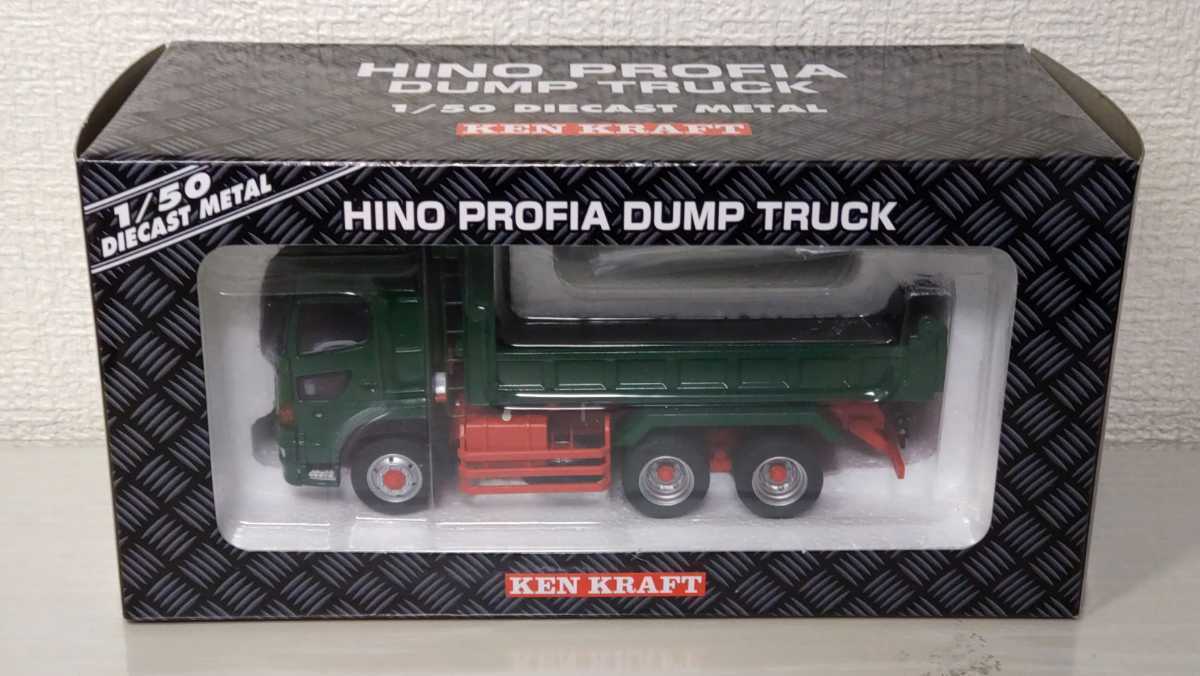 HINO PROFIA
DUMP TRUCK
1/50 DIECAST METAL
KEN KRAFT
1/50
DIECAST METAL
HINO PROFIA DUMP TRUCK
KEN KRAFT